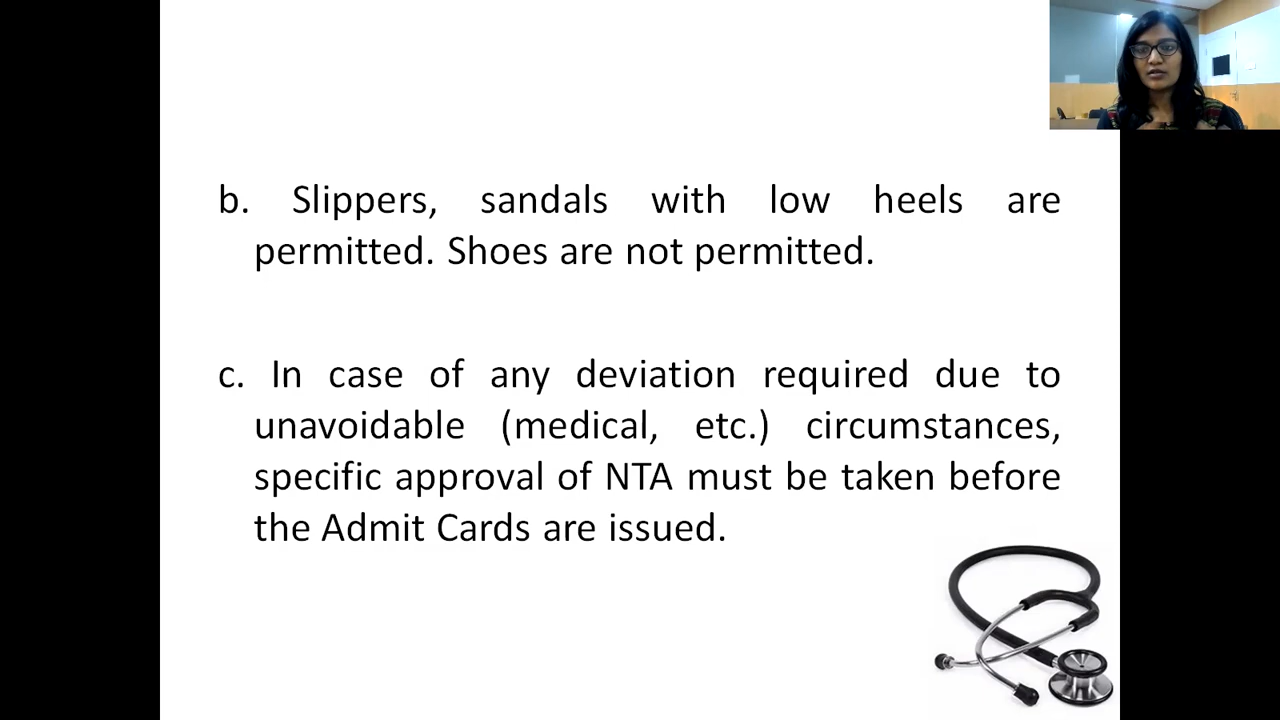 b. Slippers, sandals with low heels are
permitted. Shoes are not permitted.
c. In case of any deviation required due to
unavoidable (medical, etc.) circumstances,
specific approval of NTA must be taken before
the Admit Cards are issued.